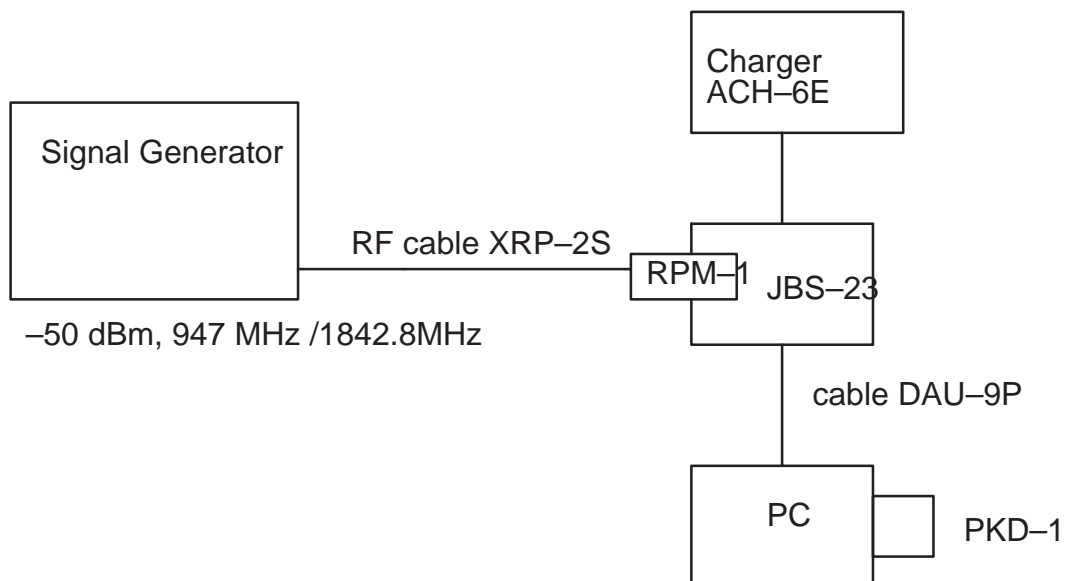 Charger
ACH–6E
Signal Generator
RF cable XRP–2S
RPM–1
JBS–23
–50 dBm, 947 MHz /1842.8MHz
cable DAU–9P
PC
PKD–1